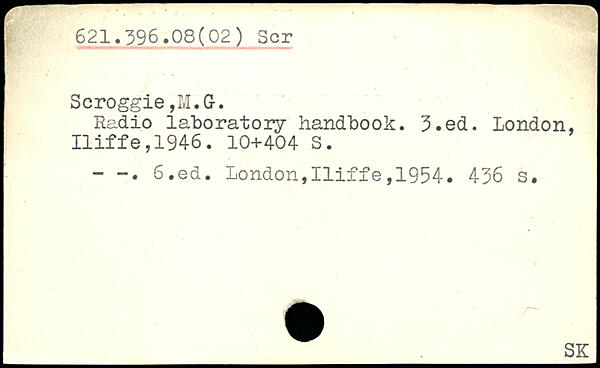 621.396.08(02) Scr
Scroggie,M.G.
Radio laboratory handbook. 3.ed. London,
Iliffe,1946. 10+404 S.
- -. 6.ed. London,Iliffe,1954. 436 s.
SK